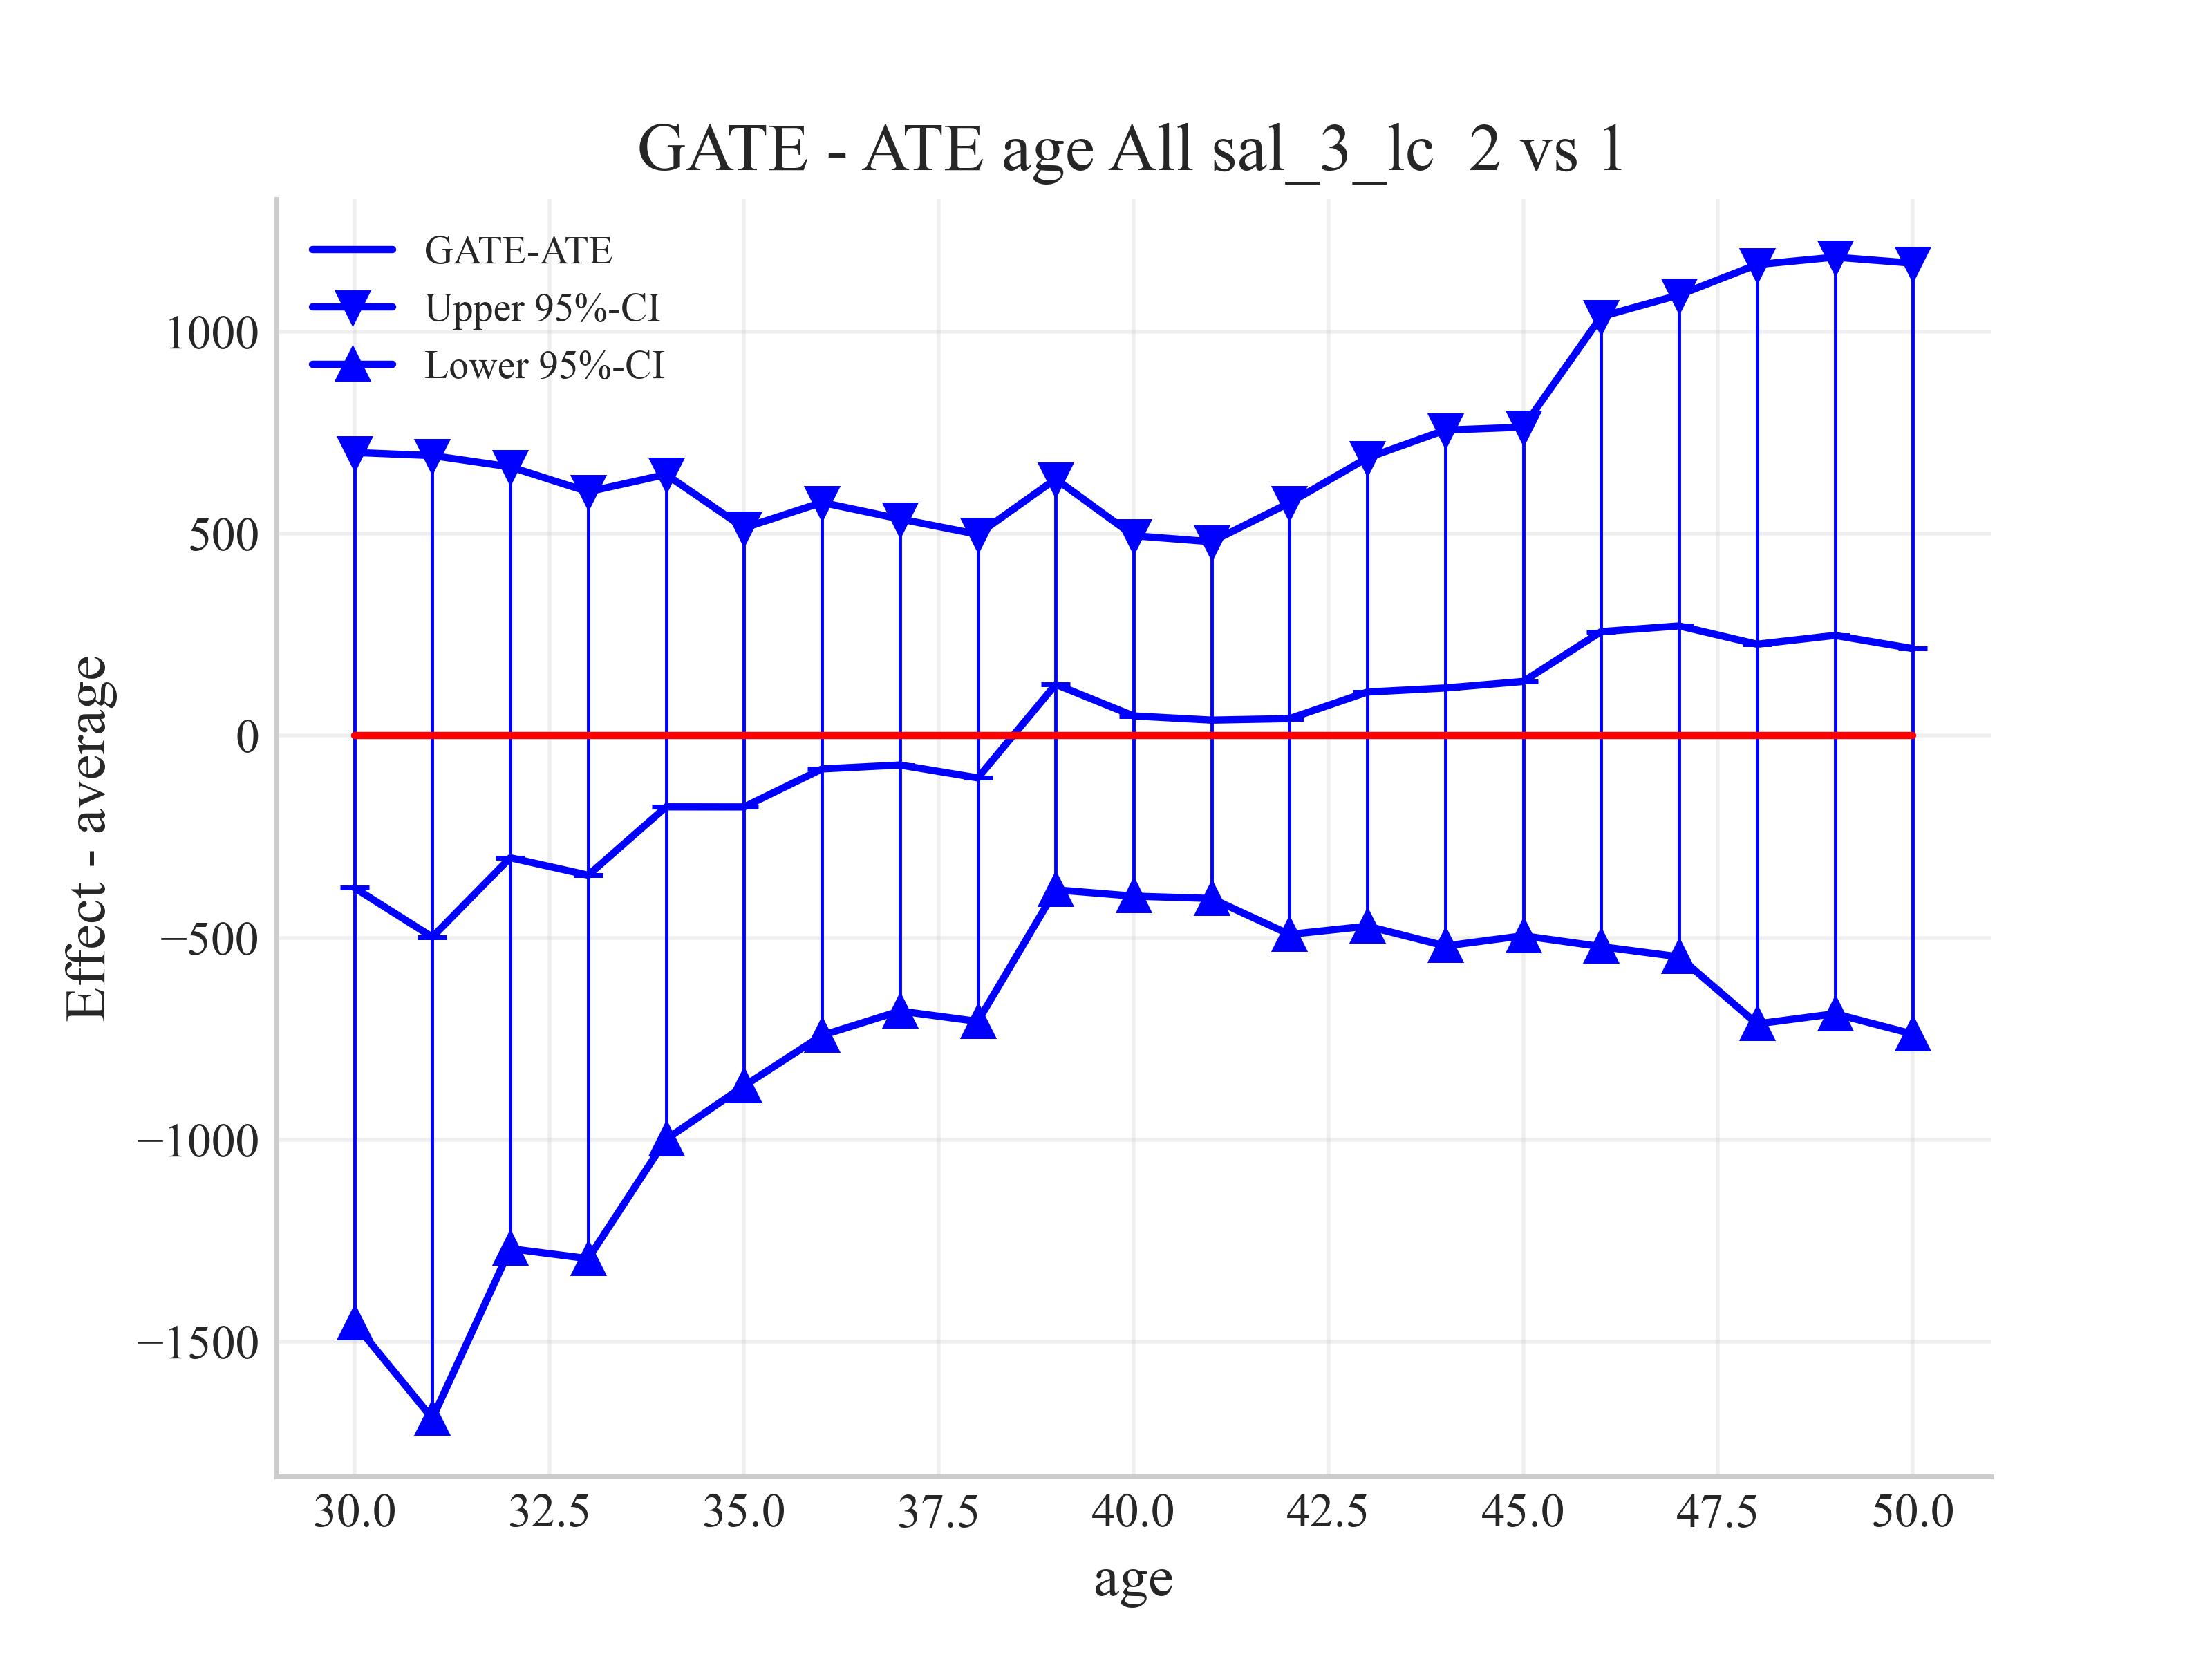 GATE - ATE age All sal_3_lc  2 vs 1
GATE-ATE
Upper 95%-CI
Lower 95%-CI
1000
500
0
−500
−1000
−1500
Effect - average
30.0 32.5 35.0 37.5 40.0 42.5 45.0 47.5 50.0
age